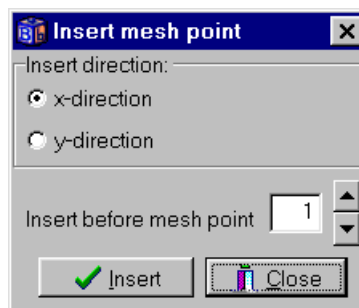 Insert mesh point
Insert direction:
x-direction
y-direction
Insert before mesh point 1
Insert Close